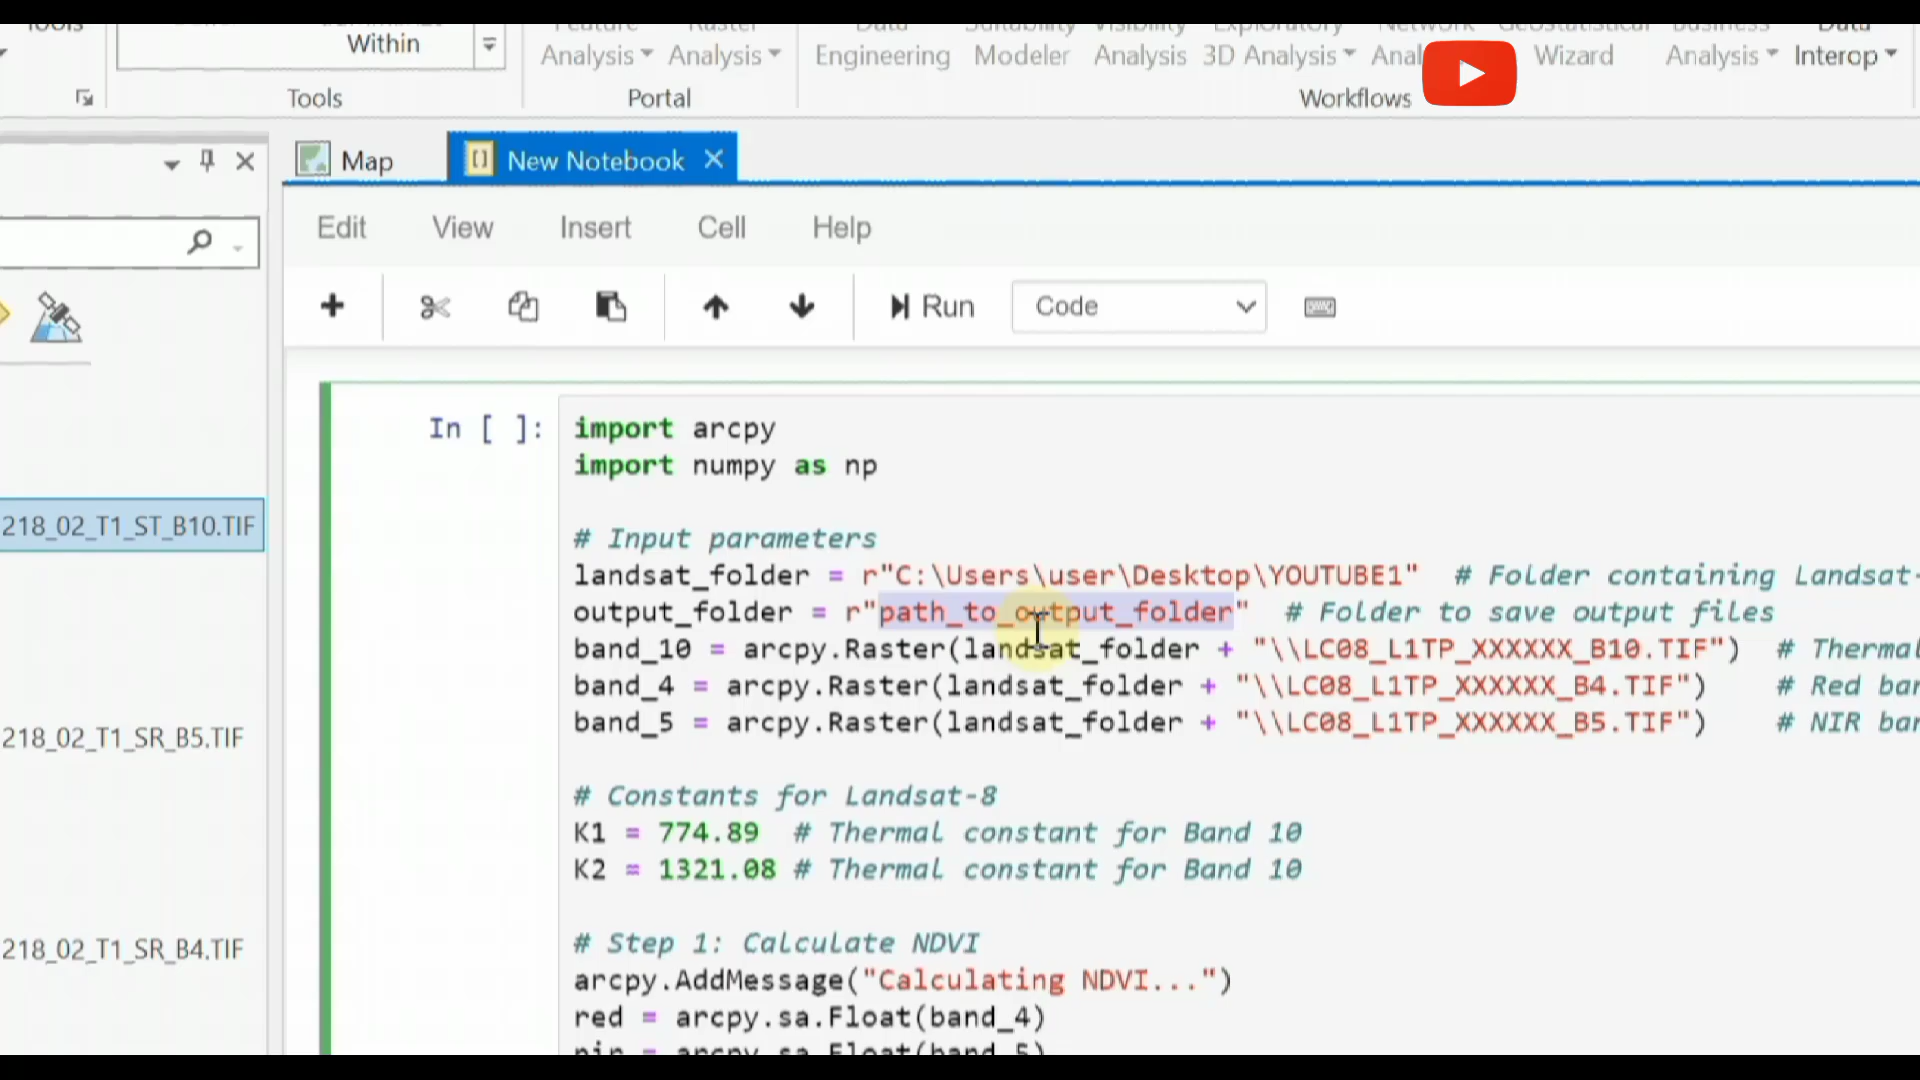 Within
Analysis Analysis Engineering Modeler Analysis 3D Analysis Wizard Analysis Interop
Tools Portal Workflows
Map New Notebook
Edit View Insert Cell Help
Run Code
In [ ]:
import arcpy
import numpy as np
# Input parameters
landsat_folder = r"C:\Users\user\Desktop\YOUTUBE1" # Folder containing Landsat-
output_folder = r"path_to_output_folder" # Folder to save output files
band_10 = arcpy.Raster(landsat_folder + "\\LC08_L1TP_XXXXXX_B10.TIF") # Thermal
band_4 = arcpy.Raster(landsat_folder + "\\LC08_L1TP_XXXXXX_B4.TIF") # Red bar
band_5 = arcpy.Raster(landsat_folder + "\\LC08_L1TP_XXXXXX_B5.TIF") # NIR bar
# Constants for Landsat-8
K1 = 774.89 # Thermal constant for Band 10
K2 = 1321.08 # Thermal constant for Band 10
# Step 1: Calculate NDVI
arcpy.AddMessage("Calculating NDVI...")
red = arcpy.sa.Float(band_4)
nir = arcpy.sa.Float(band_5)
218_02_T1_ST_B10.TIF
218_02_T1_SR_B5.TIF
218_02_T1_SR_B4.TIF